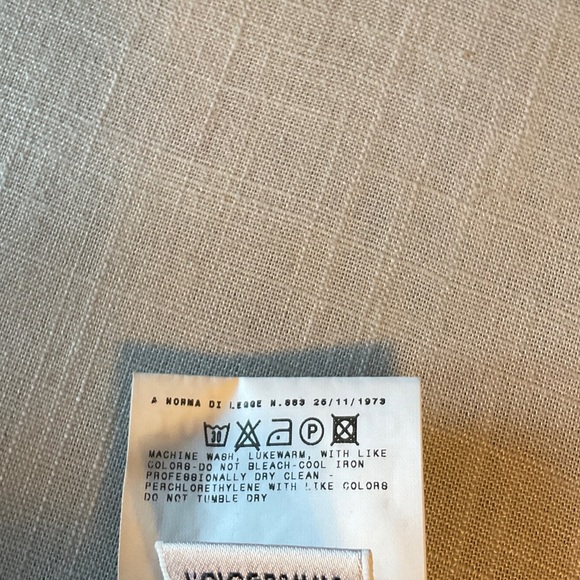 A NORMA DI LEGGE N.883 26/11/1973
30 P
MACHINE WASH, LUKEWARM, WITH LIKE
COLORS-DO NOT BLEACH-COOL IRON
PROFESSIONALLY DRY CLEAN -
PERCHLORETHYLENE WITH LIKE COLORS
DO NOT TUMBLE DRY